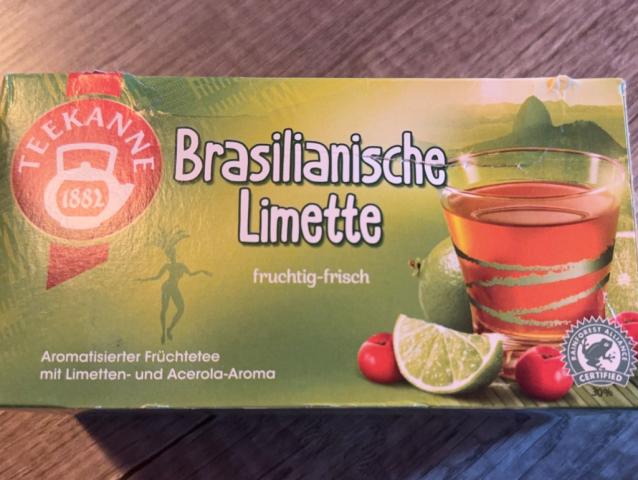 TEEKANNE
1882
Brasilianische
Limette
fruchtig-frisch
Aromatisierter Früchtetee
mit Limetten- und Acerola-Aroma
RAINFOREST ALLIANCE
CERTIFIED
30%